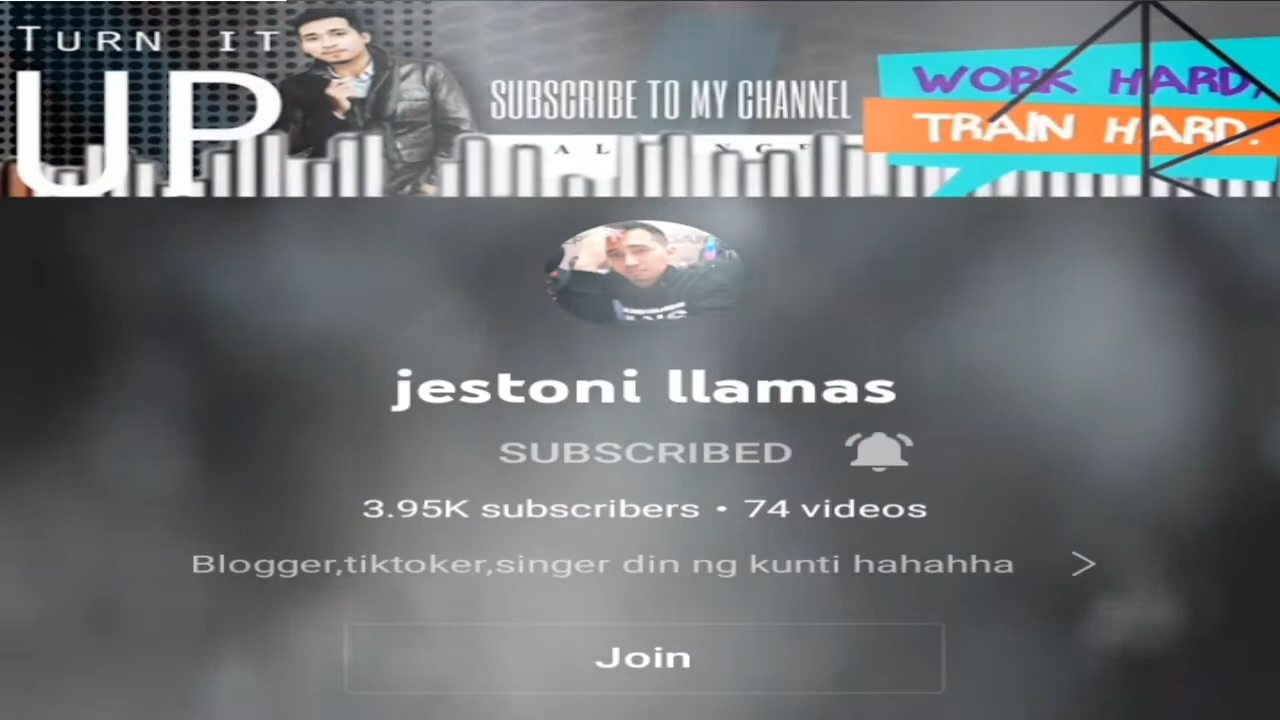 TURN IT
UP
SUBSCRIBE TO MY CHANNEL
WORK HARD,
TRAIN HARD.
jestoni llamas
SUBSCRIBED
3.95K subscribers • 74 videos
Blogger,tiktoker,singer din ng kunti hahahha
Join